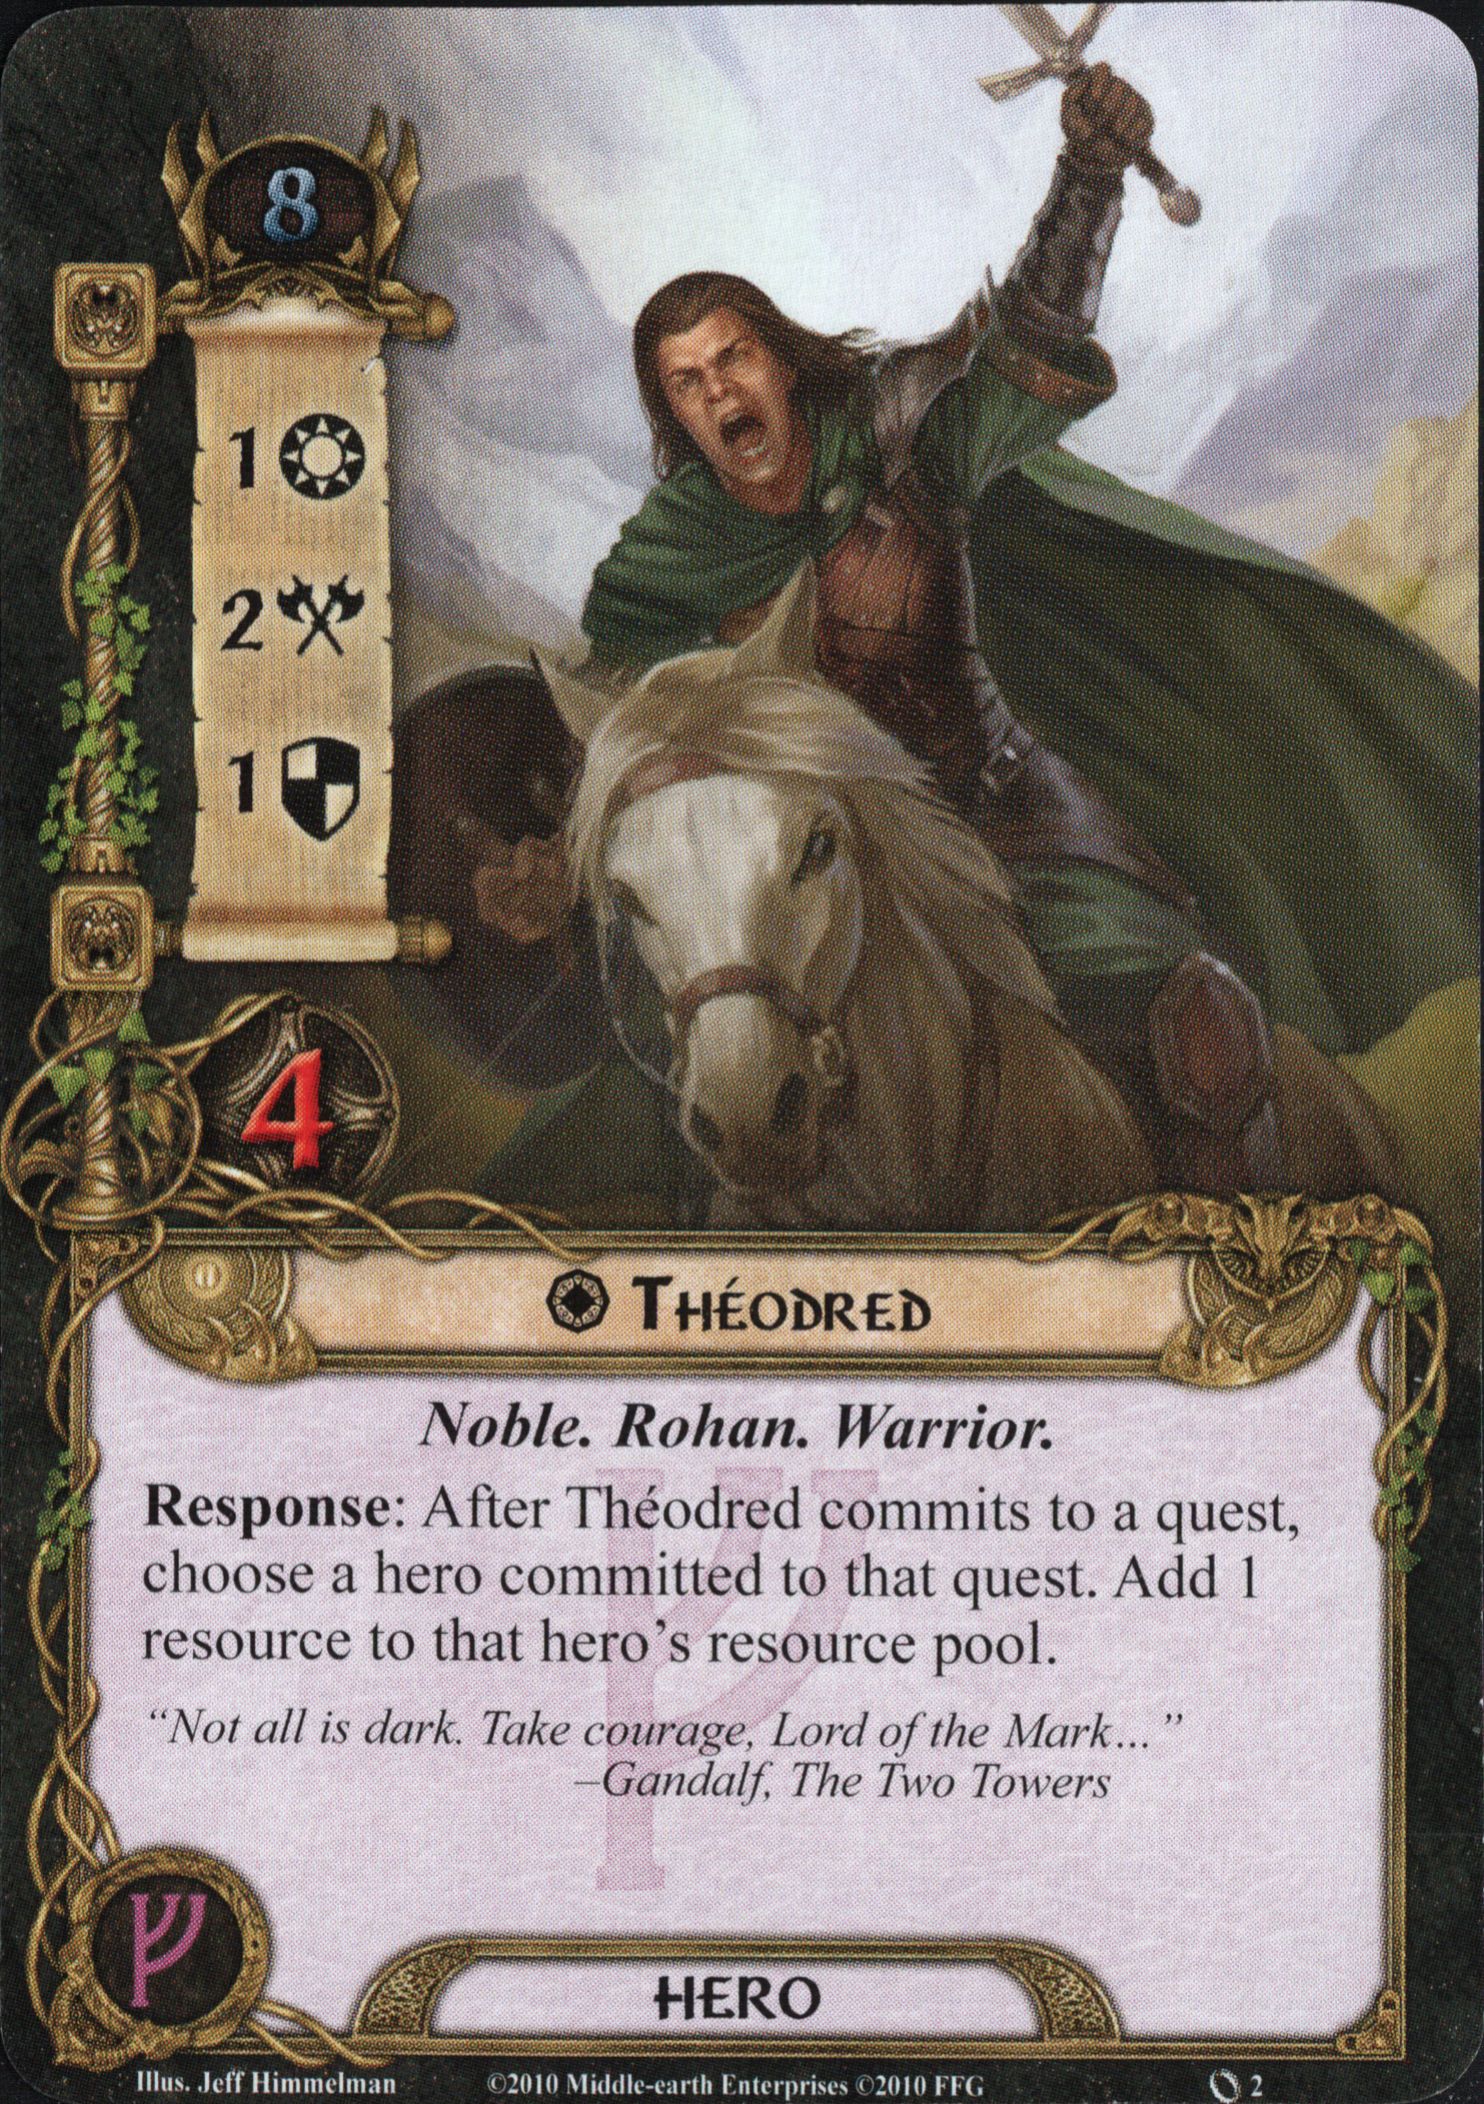 8
1
2
1
4
Théodred
Noble. Rohan. Warrior.
Response: After Théodred commits to a quest,
choose a hero committed to that quest. Add 1
resource to that hero's resource pool.
“Not all is dark. Take courage, Lord of the Mark...”
–Gandalf, The Two Towers
HERO
Illus. Jeff Himmelman
©2010 Middle-earth Enterprises ©2010 FFG
2